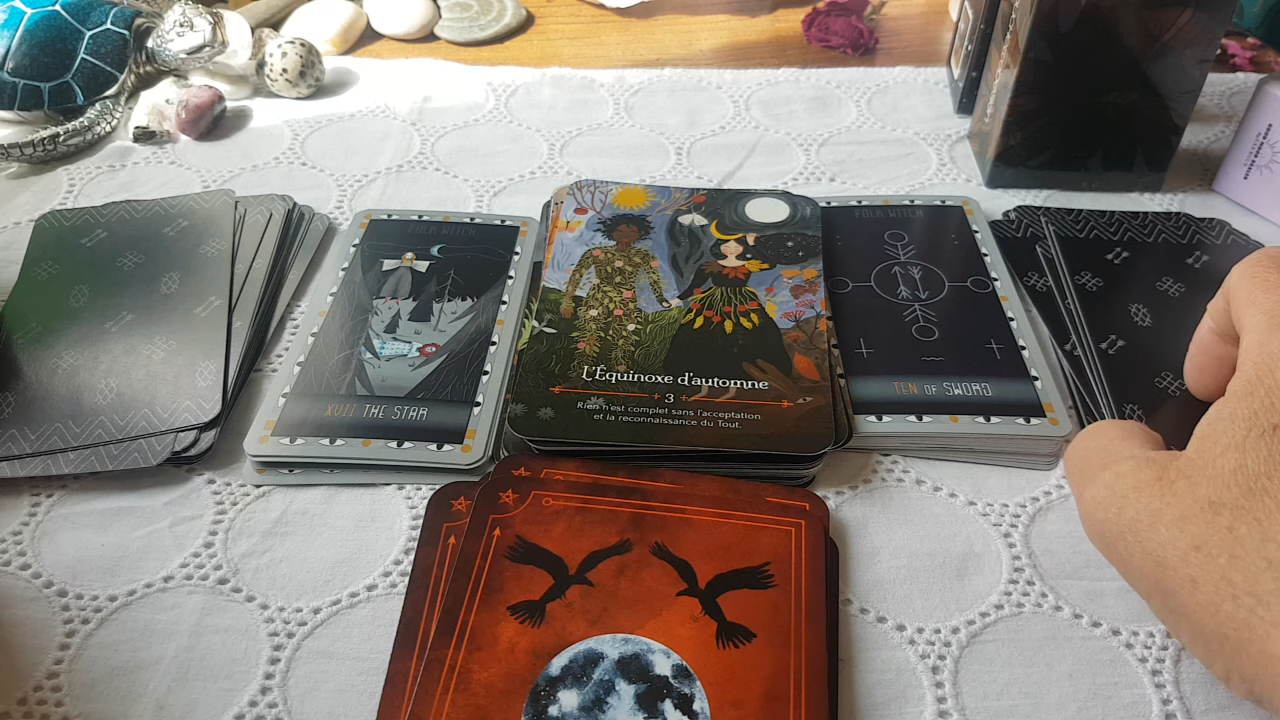 FOLK WITCH
XVII THE STAR
L'Équinoxe d'automne
3
Rien n'est complet sans l'acceptation
et la reconnaissance du Tout.
FOLK WITCH
TEN OF SWORD